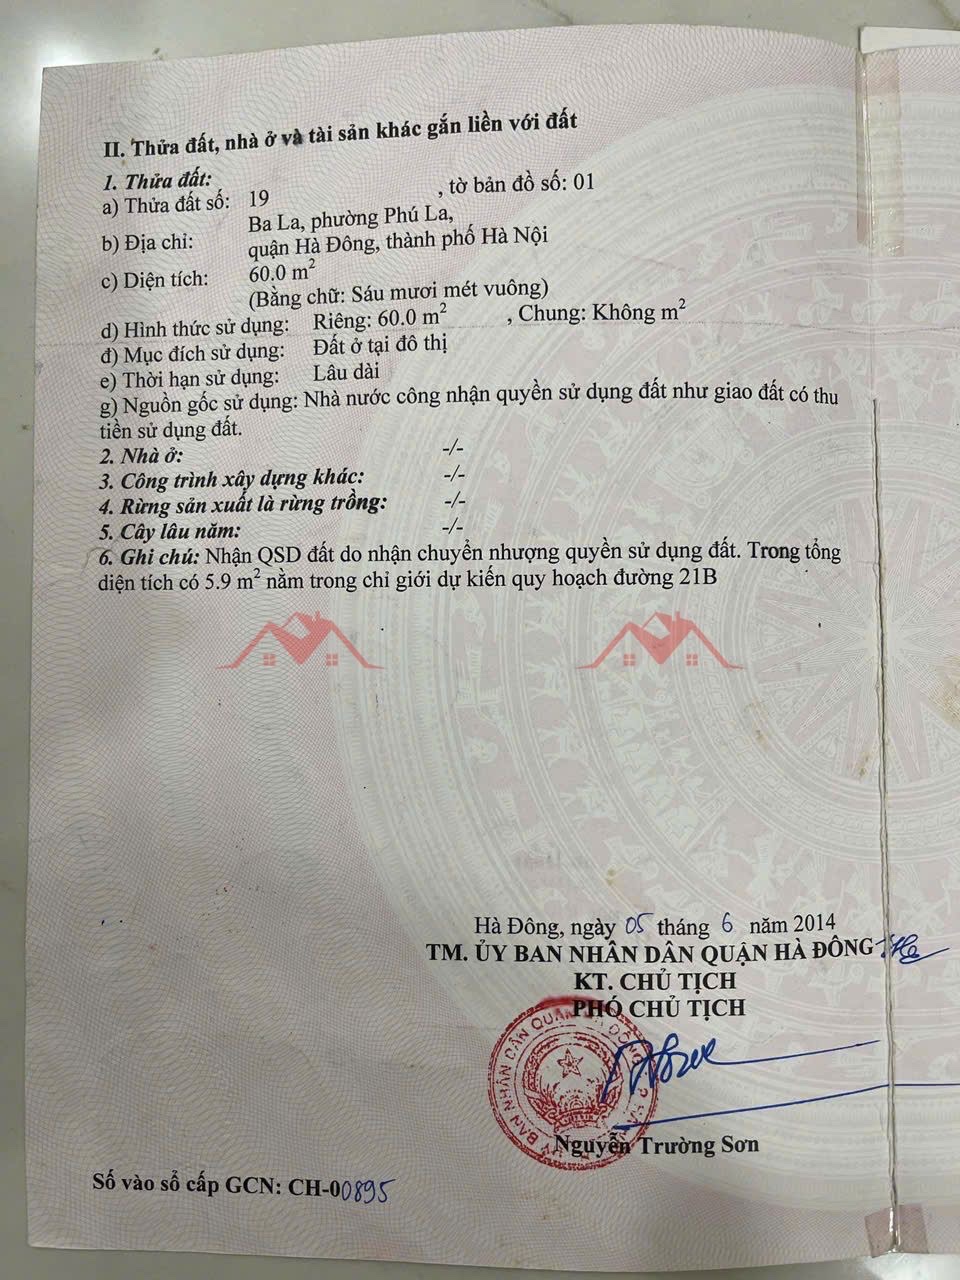 II. Thửa đất, nhà ở và tài sản khác gắn liền với đất
1. Thửa đất:
a) Thửa đất số: 19 , tờ bản đồ số: 01
b) Địa chỉ: Ba La, phường Phú La,
quận Hà Đông, thành phố Hà Nội
c) Diện tích: 60.0 m²
(Bằng chữ: Sáu mươi mét vuông)
d) Hình thức sử dụng: Riêng: 60.0 m² , Chung: Không m²
đ) Mục đích sử dụng: Đất ở tại đô thị
e) Thời hạn sử dụng: Lâu dài
g) Nguồn gốc sử dụng: Nhà nước công nhận quyền sử dụng đất như giao đất có thu
tiền sử dụng đất.
2. Nhà ở: -/-
3. Công trình xây dựng khác: -/-
4. Rừng sản xuất là rừng trồng: -/-
5. Cây lâu năm: -/-
6. Ghi chú: Nhận QSD đất do nhận chuyển nhượng quyền sử dụng đất. Trong tổng
diện tích có 5.9 m² nằm trong chỉ giới dự kiến quy hoạch đường 21B
Hà Đông, ngày 05 tháng 6 năm 2014
TM. ỦY BAN NHÂN DÂN QUẬN HÀ ĐÔNG
KT. CHỦ TỊCH
PHÓ CHỦ TỊCH
ỦY BAN NHÂN DÂN QUẬN HÀ ĐÔNG
Nguyễn Trường Sơn
Số vào sổ cấp GCN: CH-00895